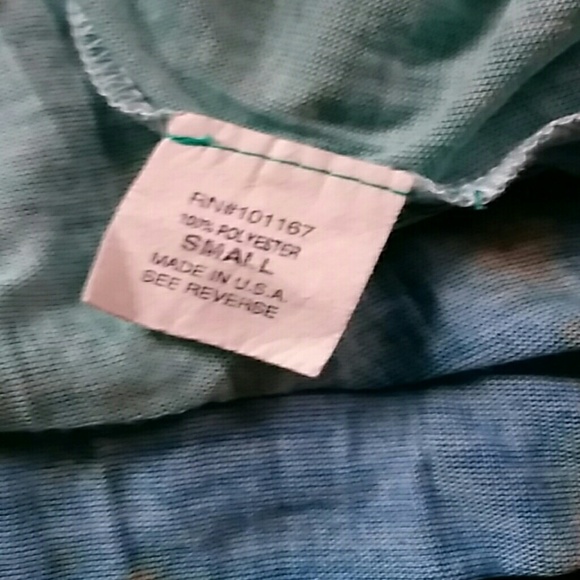 RN#101167
100% POLYESTER
SMALL
MADE IN U.S.A.
SEE REVERSE